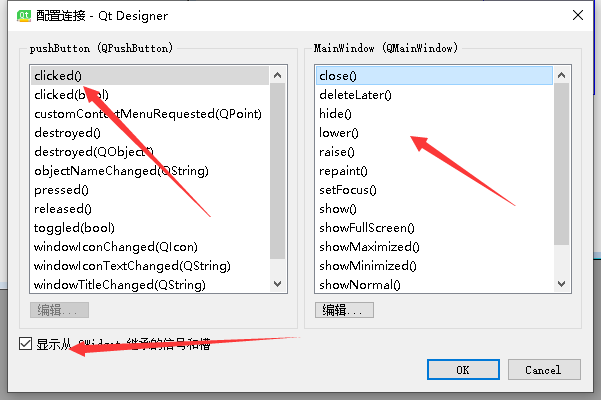 配置连接 - Qt Designer
pushButton (QPushButton)
clicked()
clicked(bool)
customContextMenuRequested(QPoint)
destroyed()
destroyed(QObject*)
objectNameChanged(QString)
pressed()
released()
toggled(bool)
windowIconChanged(QIcon)
windowIconTextChanged(QString)
windowTitleChanged(QString)
编辑...
MainWindow (QMainWindow)
close()
deleteLater()
hide()
lower()
raise()
repaint()
setFocus()
show()
showFullScreen()
showMaximized()
showMinimized()
showNormal()
编辑...
显示从 QWidget 继承的信号和槽
OK
Cancel